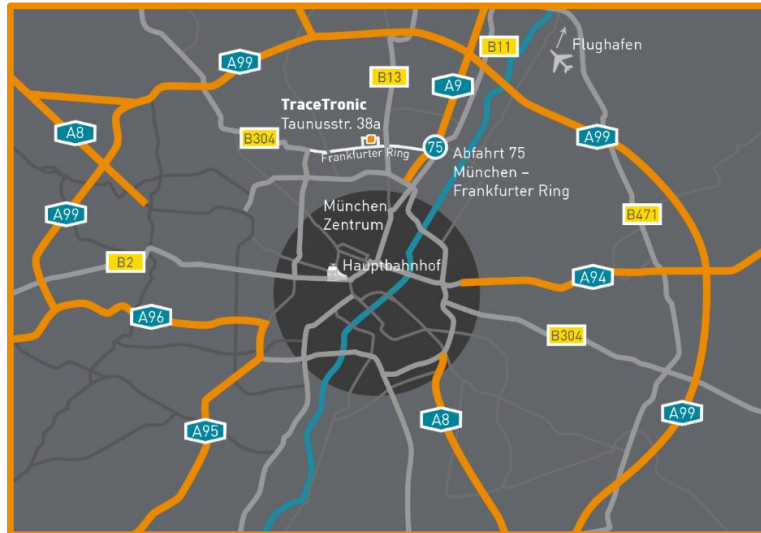 A99
B11
Flughafen
A9
B13
A8
TraceTronic
Taunusstr. 38a
B304
Frankfurter Ring
75
Abfahrt 75
München –
Frankfurter Ring
A99
A99
München
Zentrum
B471
B2
Hauptbahnhof
A94
A96
B304
A95
A8
A99